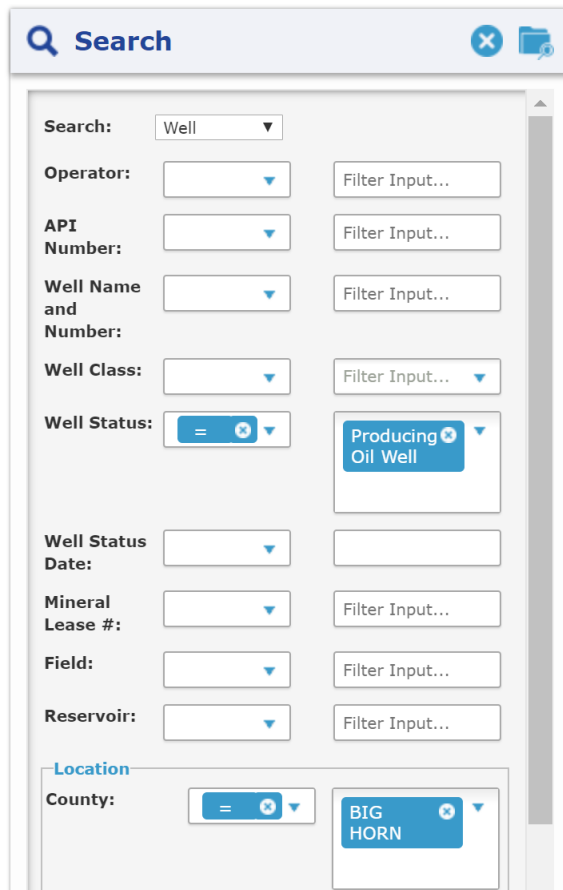 Search
Search: Well
Operator: Filter Input...
API
Number: Filter Input...
Well Name
and
Number: Filter Input...
Well Class: Filter Input...
Well Status: = Producing
Oil Well
Well Status
Date:
Mineral
Lease #: Filter Input...
Field: Filter Input...
Reservoir: Filter Input...
Location
County: = BIG
HORN